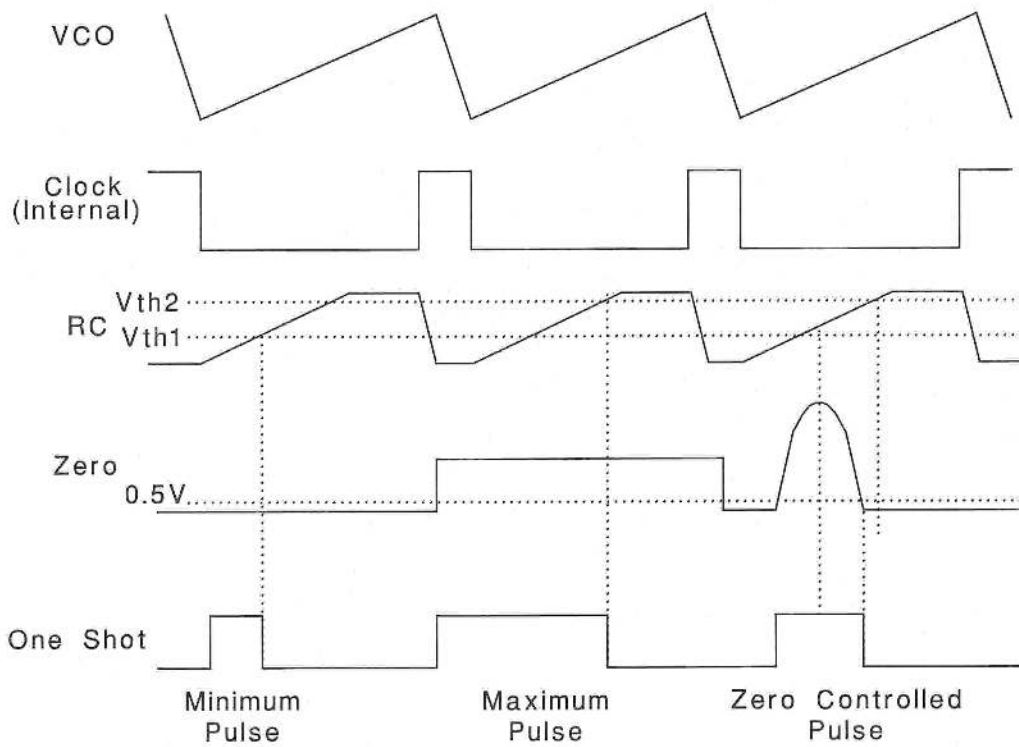 VCO
Clock
(Internal)
Vth2
RC
Vth1
Zero
0.5V
One Shot
Minimum
Pulse
Maximum
Pulse
Zero Controlled
Pulse